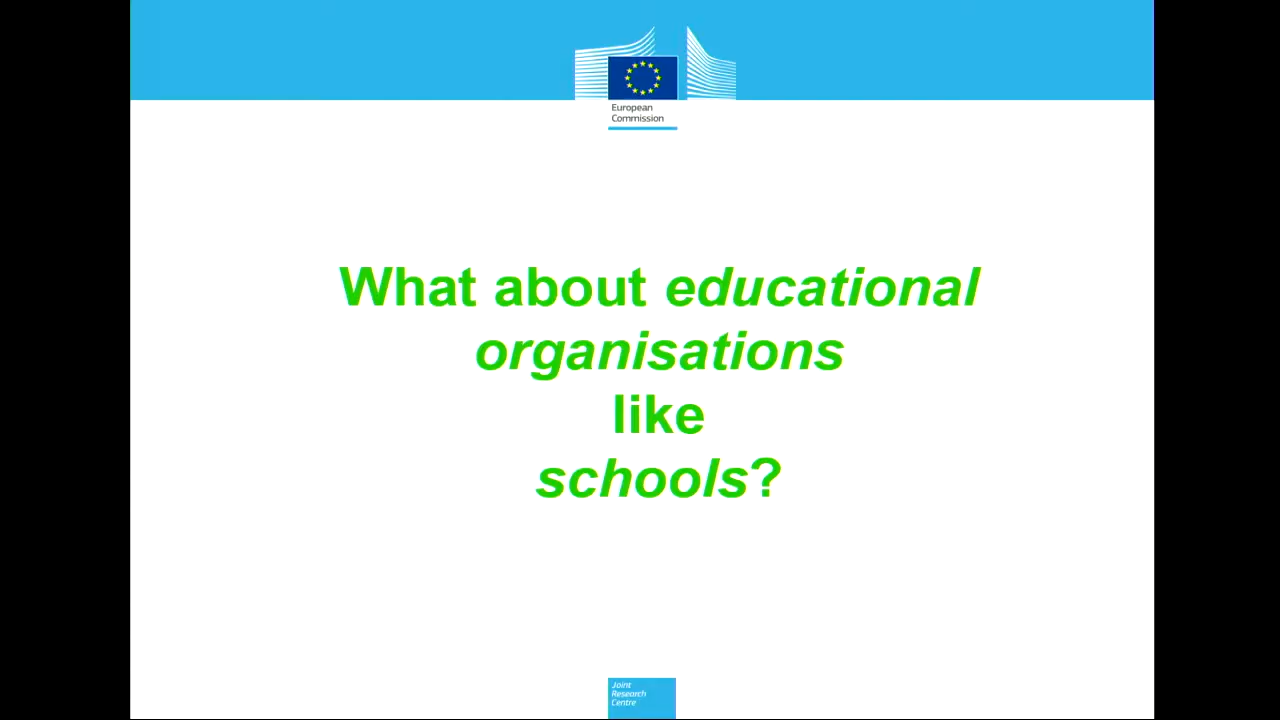 European
Commission
What about educational
organisations
like
schools?
Joint
Research
Centre